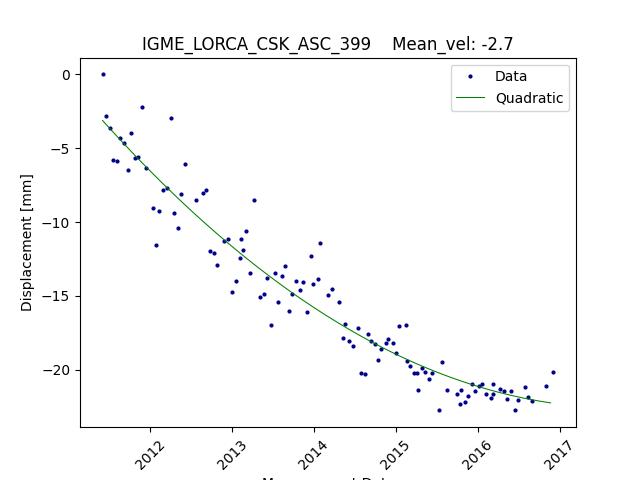 IGME_LORCA_CSK_ASC_399    Mean_vel: -2.7
Data
Quadratic
Displacement [mm]
0
−5
−10
−15
−20
2012
2013
2014
2015
2016
2017